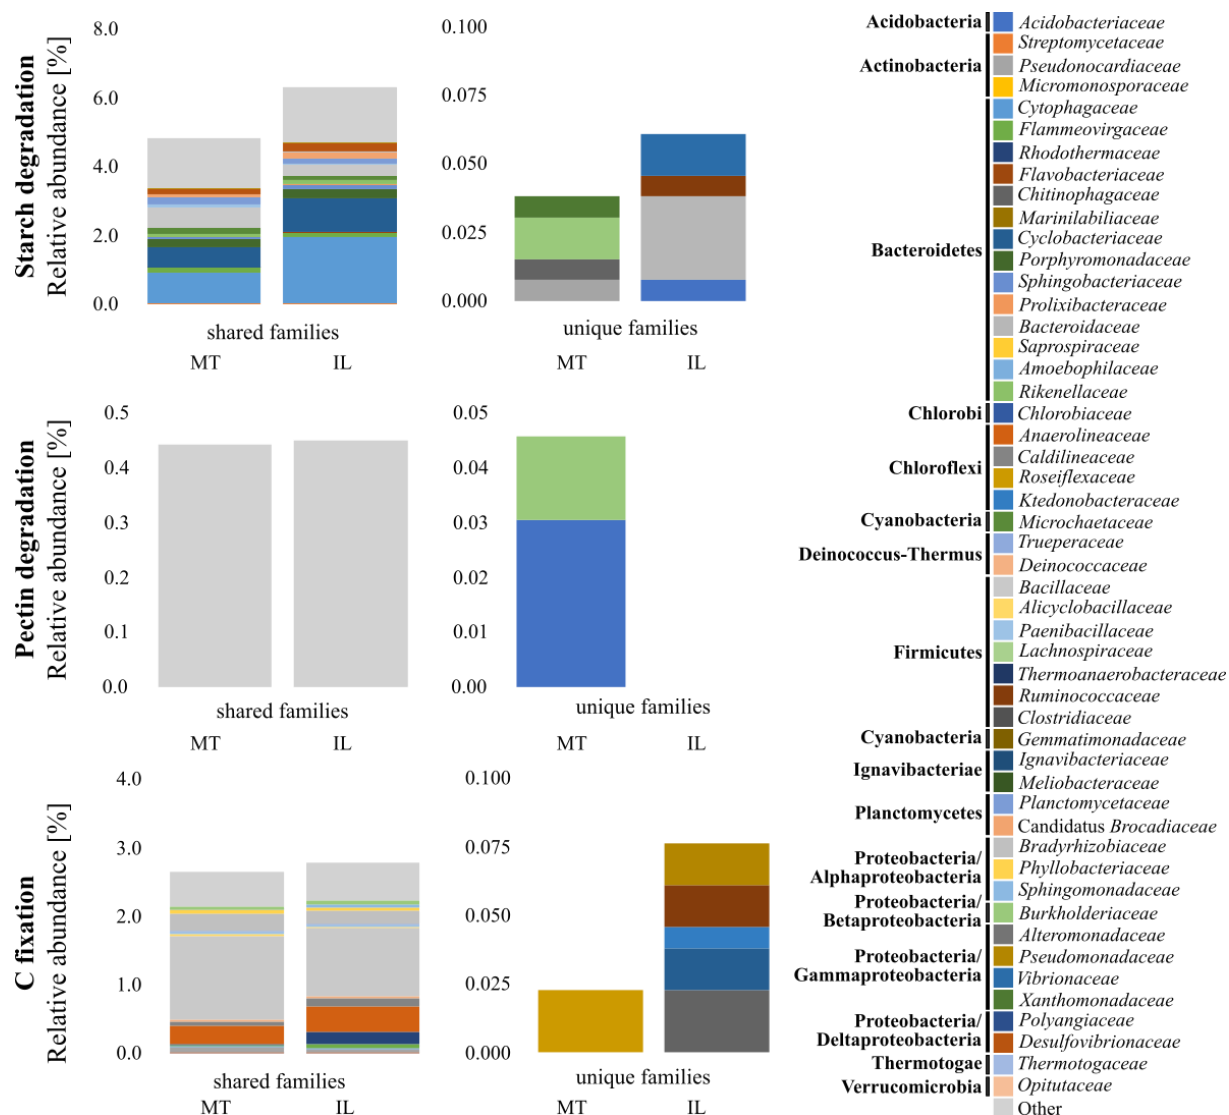 Starch degradation
Relative abundance [%]
8.0
6.0
4.0
2.0
0.0
shared families
MT IL
0.100
0.075
0.050
0.025
0.000
unique families
MT IL
Pectin degradation
Relative abundance [%]
0.5
0.4
0.3
0.2
0.1
0.0
shared families
MT IL
0.05
0.04
0.03
0.02
0.01
0.00
unique families
MT IL
C fixation
Relative abundance [%]
4.0
3.0
2.0
1.0
0.0
shared families
MT IL
0.100
0.075
0.050
0.025
0.000
unique families
MT IL
Acidobacteria
Acidobacteriaceae
Actinobacteria
Streptomycetaceae
Pseudonocardiaceae
Micromonosporaceae
Bacteroidetes
Cytophagaceae
Flammeovirgaceae
Rhodothermaceae
Flavobacteriaceae
Chitinophagaceae
Marinilabiliaceae
Cyclobacteriaceae
Porphyromonadaceae
Sphingobacteriaceae
Prolixibacteraceae
Bacteroidaceae
Saprospiraceae
Amoebophilaceae
Rikenellaceae
Chlorobi
Chlorobiaceae
Chloroflexi
Anaerolineaceae
Caldilineaceae
Roseiflexaceae
Ktedonobacteraceae
Cyanobacteria
Microchaetaceae
Deinococcus-Thermus
Trueperaceae
Deinococcaceae
Firmicutes
Bacillaceae
Alicyclobacillaceae
Paenibacillaceae
Lachnospiraceae
Thermoanaerobacteraceae
Ruminococcaceae
Clostridiaceae
Cyanobacteria
Gemmatimonadaceae
Ignavibacteriae
Ignavibacteriaceae
Meliobacteraceae
Planctomycetes
Planctomycetaceae
Candidatus Brocadiaceae
Proteobacteria/
Alphaproteobacteria
Bradyrhizobiaceae
Phyllobacteriaceae
Sphingomonadaceae
Proteobacteria/
Betaproteobacteria
Burkholderiaceae
Proteobacteria/
Gammaproteobacteria
Alteromonadaceae
Pseudomonadaceae
Vibrionaceae
Xanthomonadaceae
Proteobacteria/
Deltaproteobacteria
Polyangiaceae
Desulfovibrionaceae
Thermotogae
Thermotogaceae
Verrucomicrobia
Opitutaceae
Other